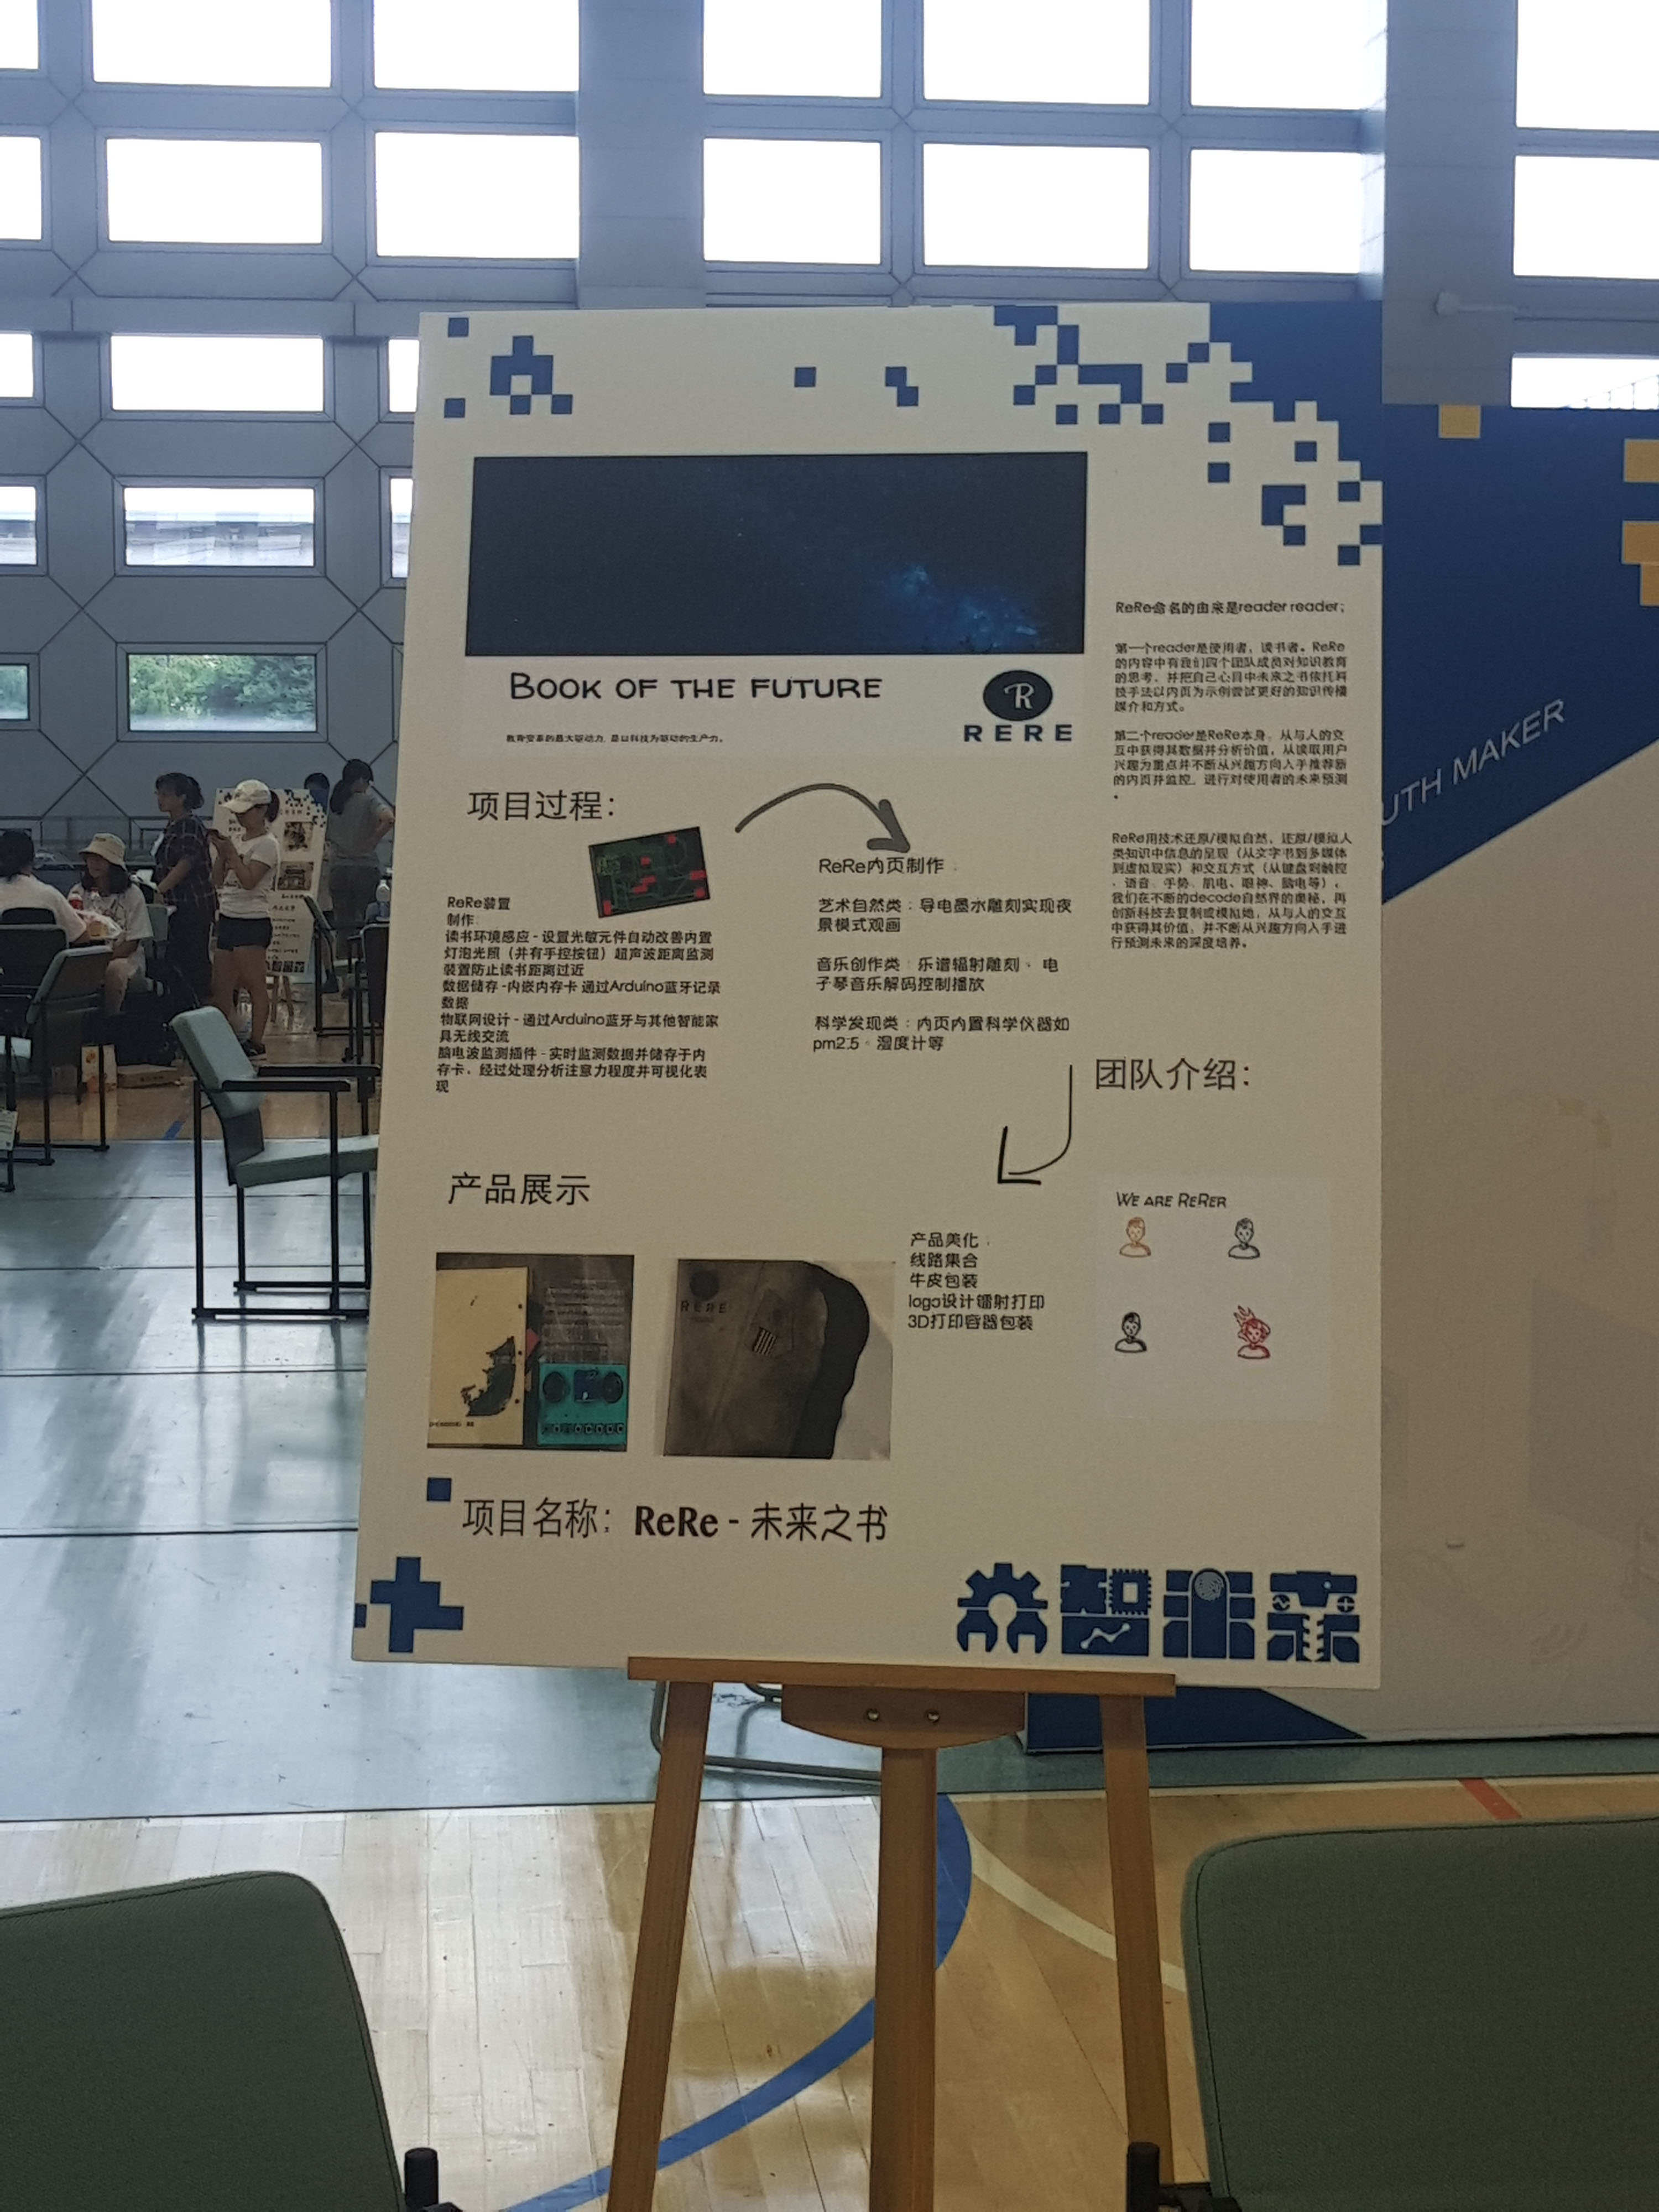 BOOK OF THE FUTURE
教育变革的最大驱动力, 是以科技为驱动的生产力。
R
RERE
ReRe命名的由来是reader reader；
第一个reader是使用者，读书者。ReRe
的内容中有我们四个团队成员对知识教育
的思考，并把自己心目中未来之书依托科
技手法以内页为示例尝试更好的知识传播
媒介和方式。
第二个reader是ReRe本身。从与人的交
互中获得其数据并分析价值，从读取用户
兴趣为重点并不断从兴趣方向入手推荐新
的内页并监控，进行对使用者的未来预测
。
ReRe用技术还原/模拟自然，还原/模拟人
类知识中信息的呈现（从文字书到多媒体
到虚拟现实）和交互方式（从键盘到触控
、语音、手势、肌电、眼神、脑电等），
我们在不断的decode自然界的奥秘，再
创新科技去复制或模拟她，从与人的交互
中获得其价值，并不断从兴趣方向入手进
行预测未来的深度培养。
项目过程：
ReRe装置
制作：
读书环境感应 - 设置光敏元件自动改善内置
灯泡光照（并有手控按钮）超声波距离监测
装置防止读书距离过近
数据储存 -内嵌内存卡 通过Arduino蓝牙记录
数据
物联网设计 - 通过Arduino蓝牙与其他智能家
具无线交流
脑电波监测插件 - 实时监测数据并储存于内
存卡，经过处理分析注意力程度并可视化表
现
ReRe内页制作：
艺术自然类：导电墨水雕刻实现夜
景模式观画
音乐创作类：乐谱辐射雕刻、电
子琴音乐解码控制播放
科学发现类：内页内置科学仪器如
pm2.5、湿度计等
团队介绍：
WE ARE RERER
产品展示
RERE
产品美化：
线路集合
牛皮包装
logo设计镭射打印
3D打印容器包装
项目名称：ReRe - 未来之书
众智创未来
UTH MAKER